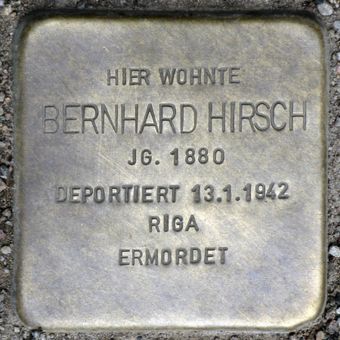 HIER WOHNTE
BERNHARD HIRSCH
JG. 1880
DEPORTIERT 13.1.1942
RIGA
ERMORDET